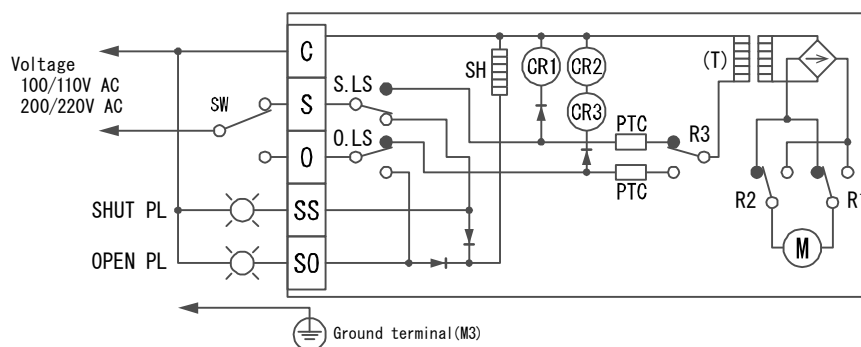 Voltage
100/110V AC
200/220V AC
SW
SHUT PL
OPEN PL
C
S
O
SS
SO
S.LS
O.LS
SH
CR1
CR2
CR3
PTC
PTC
R3
(T)
R2
R1
M
Ground terminal(M3)